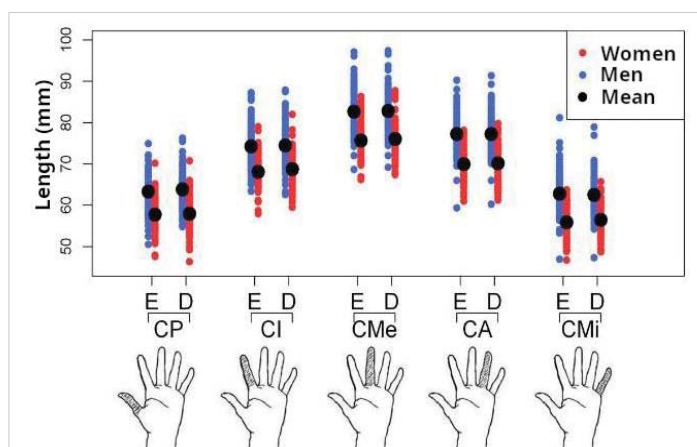 Length (mm)
100
90
80
70
60
50
Women
Men
Mean
E D E D E D E D E D
CP CI CMe CA CMi